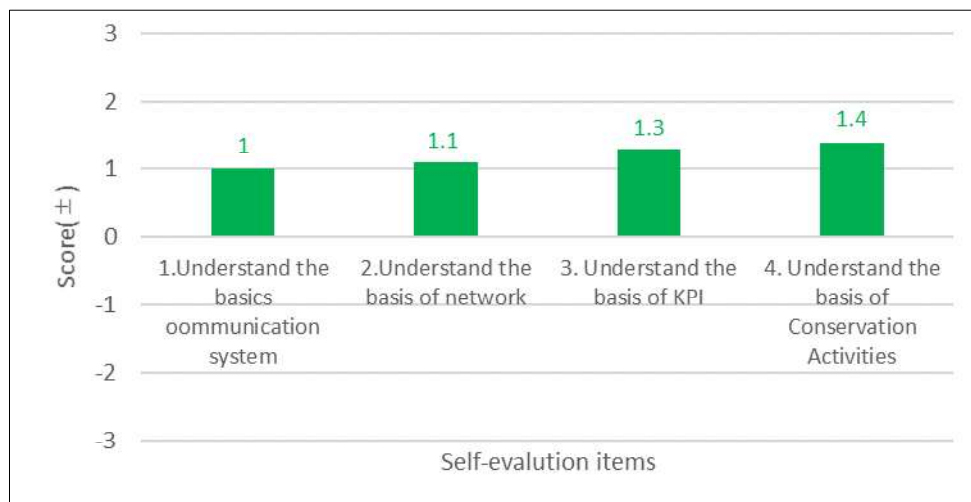 3
2
1
0
-1
-2
-3
Score( ± )
1
1.1
1.3
1.4
1.Understand the
basics
oommunication
system
2.Understand the
basis of network
3. Understand the
basis of KPI
4. Understand the
basis of
Conservation
Activities
Self-evalution items